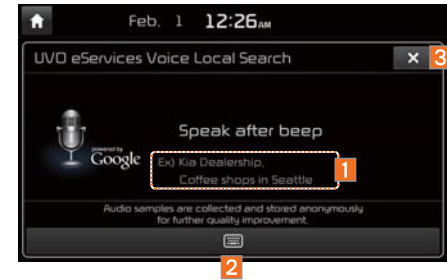 Feb. 1 12:26AM
UVO eServices Voice Local Search
3
Speak after beep
powered by
Google
Ex) Kia Dealership,
Coffee shops in Seattle
1
Audio samples are collected and stored anonymously
for further quality improvement.
2